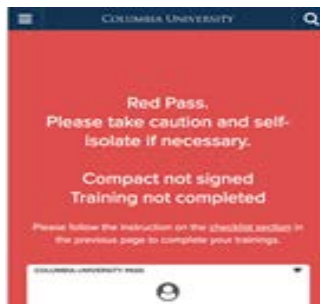 COLUMBIA UNIVERSITY
Red Pass.
Please take caution and self-
isolate if necessary.
Compact not signed
Training not completed
Please follow the instruction on the checklist section in
the previous page to complete your trainings.
COLUMBIA UNIVERSITY PASS